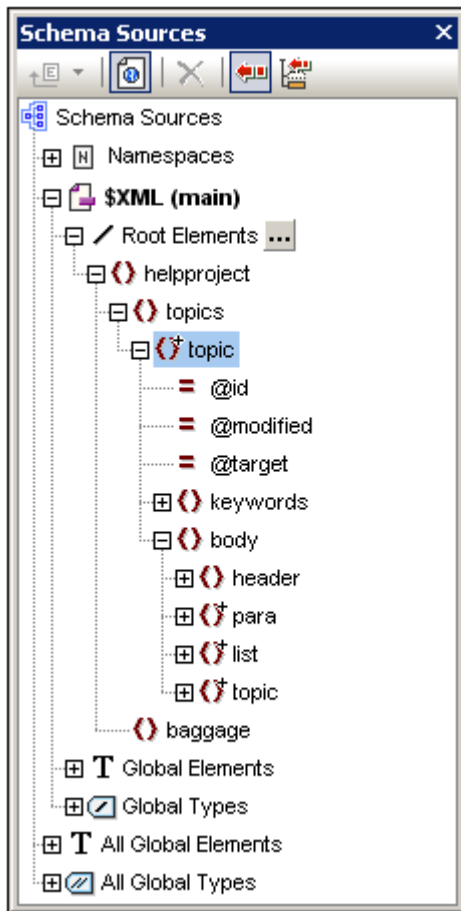 Schema Sources
Schema Sources
Namespaces
$XML (main)
Root Elements ...
helpproject
topics
topic
@id
@modified
@target
keywords
body
header
para
list
topic
baggage
T Global Elements
Global Types
T All Global Elements
All Global Types